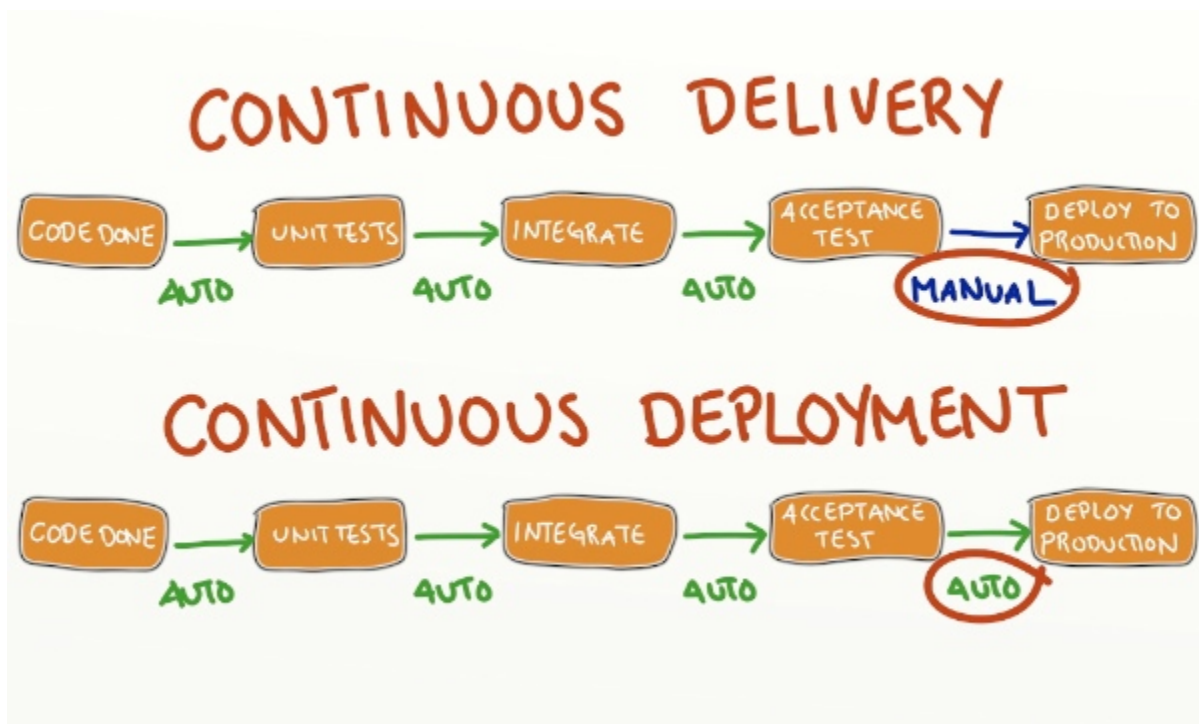 CONTINUOUS DELIVERY
CODE DONE
UNIT TESTS
INTEGRATE
ACCEPTANCE
TEST
DEPLOY TO
PRODUCTION
AUTO
AUTO
AUTO
MANUAL
CONTINUOUS DEPLOYMENT
CODE DONE
UNIT TESTS
INTEGRATE
ACCEPTANCE
TEST
DEPLOY TO
PRODUCTION
AUTO
AUTO
AUTO
AUTO